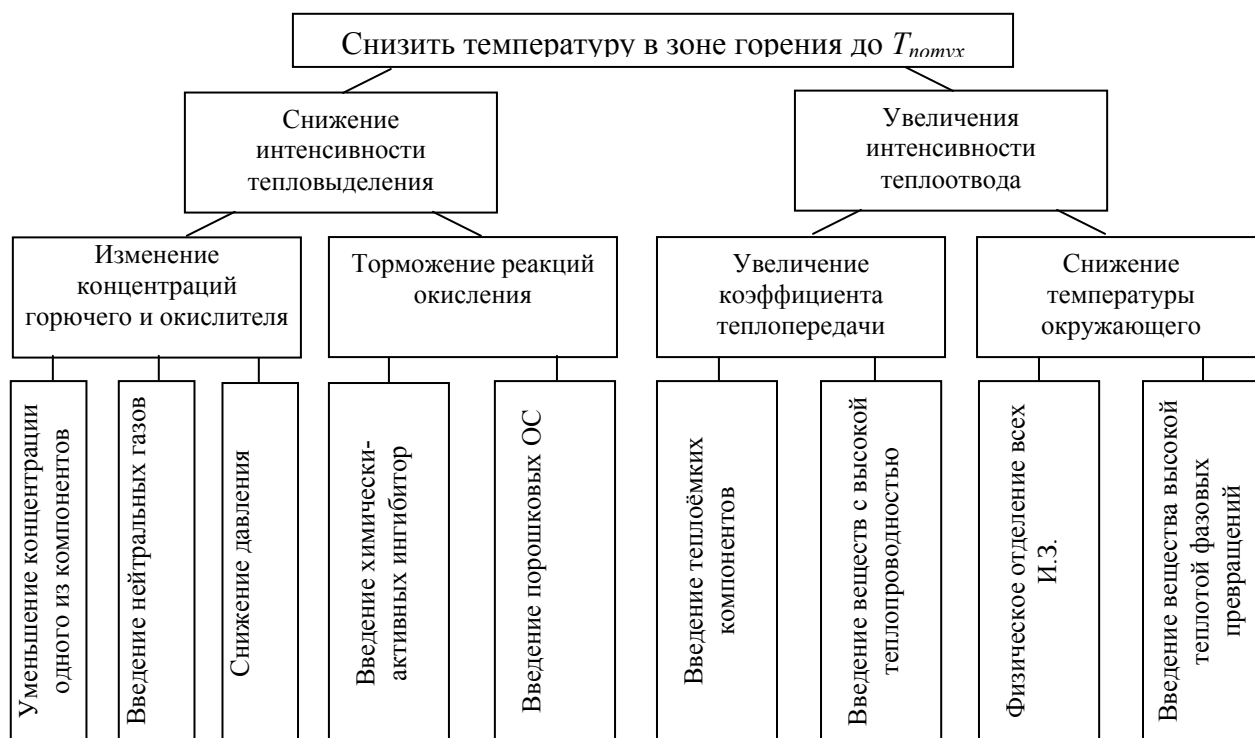 Снизить температуру в зоне горения до Tпотух
Снижение
интенсивности
тепловыделения
Увеличения
интенсивности
теплоотвода
Изменение
концентраций
горючего и окислителя
Торможение реакций
окисления
Увеличение
коэффициента
теплопередачи
Снижение
температуры
окружающего
Уменьшение концентрации
одного из компонентов
Введение нейтральных газов
Снижение давления
Введение химически-
активных ингибитор
Введение порошковых ОС
Введение теплоёмких
компонентов
Введение веществ с высокой
теплопроводностью
Физическое отделение всех
И.З.
Введение вещества высокой
теплотой фазовых
превращений